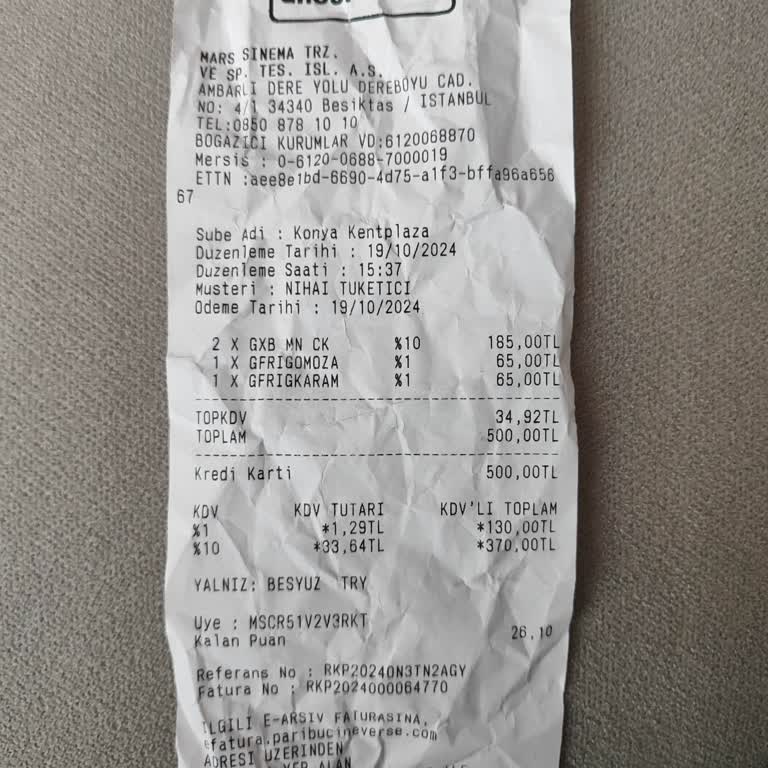 MARS SINEMA TRZ.
VE SP. TES. ISL. A.S.
AMBARLI DERE YOLU DEREBOYU CAD.
NO: 4/1 34340 Besiktas / ISTANBUL
TEL:0850 878 10 10
BOGAZICI KURUMLAR VD:6120068870
Mersis : 0-6120-0688-7000019
ETTN :aee8e1bd-6690-4d75-a1f3-bffa96a656
67
Sube Adi : Konya Kentplaza
Duzenleme Tarihi : 19/10/2024
Duzenleme Saati : 15:37
Musteri : NIHAI TUKETICI
Odeme Tarihi : 19/10/2024
2 X GXB MN CK %10 185,00TL
1 X GFRIGOMOZA %1 65,00TL
1 X GFRIGKARAM %1 65,00TL
TOPKDV 34,92TL
TOPLAM 500,00TL
Kredi Karti 500,00TL
KDV KDV TUTARI KDV'LI TOPLAM
%1 *1,29TL *130,00TL
%10 *33,64TL *370,00TL
YALNIZ: BESYUZ TRY
Uye : MSCR51V2V3RKT
Kalan Puan 26,10
Referans No : RKP20240N3TN2AGY
Fatura No : RKP2024000064770
ILGILI E-ARSIV FATURASINA,
efatura.paribucineverse.com
ADRESI UZERINDEN
YER ALAN